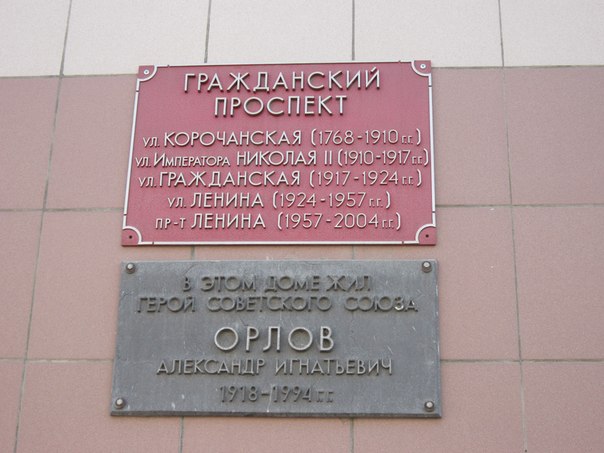 ГРАЖДАНСКИЙ
ПРОСПЕКТ
УЛ. КОРОЧАНСКАЯ (1768-1910 г.г.)
УЛ. ИМПЕРАТОРА НИКОЛАЯ II (1910-1917 г.г.)
УЛ. ГРАЖДАНСКАЯ (1917-1924 г.г.)
УЛ. ЛЕНИНА (1924-1957 г.г.)
ПР-Т ЛЕНИНА (1957-2004 г.г.)
В ЭТОМ ДОМЕ ЖИЛ
ГЕРОЙ СОВЕТСКОГО СОЮЗА
ОРЛОВ
АЛЕКСАНДР ИГНАТЬЕВИЧ
1918-1994 г.г.